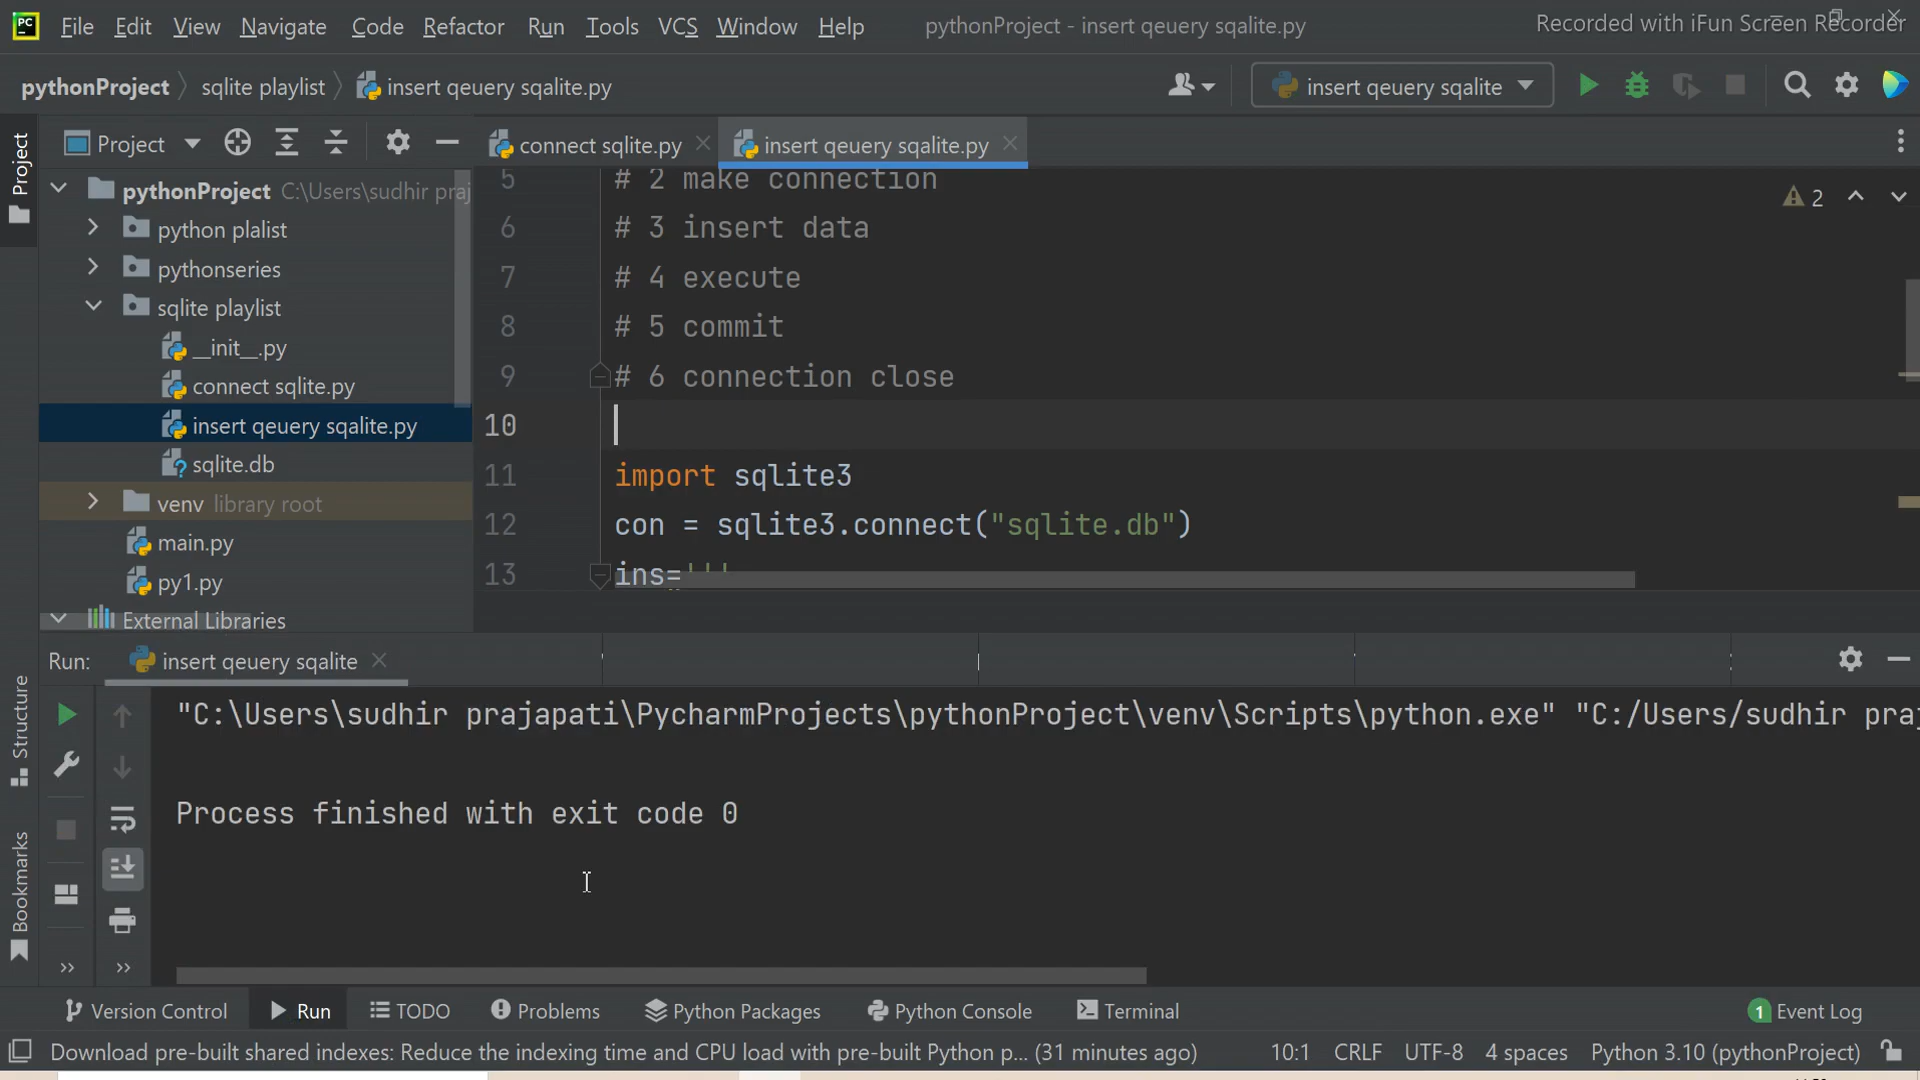 PC File Edit View Navigate Code Refactor Run Tools VCS Window Help pythonProject - insert qeuery sqalite.py Recorded with iFun Screen Recorder
pythonProject sqlite playlist insert qeuery sqalite.py insert qeuery sqalite
Project Project connect sqlite.py insert qeuery sqalite.py
pythonProject C:\Users\sudhir praj
python plalist
pythonseries
sqlite playlist
__init__.py
connect sqlite.py
insert qeuery sqalite.py
sqlite.db
venv library root
main.py
py1.py
External Libraries
2
5 # 2 make connection
6 # 3 insert data
7 # 4 execute
8 # 5 commit
9 # 6 connection close
10
11 import sqlite3
12 con = sqlite3.connect("sqlite.db")
13 ins='''
Run: insert qeuery sqalite
"C:\Users\sudhir prajapati\PycharmProjects\pythonProject\venv\Scripts\python.exe" "C:/Users/sudhir pra
Process finished with exit code 0
Structure
Bookmarks
Version Control Run TODO Problems Python Packages Python Console Terminal 1 Event Log
Download pre-built shared indexes: Reduce the indexing time and CPU load with pre-built Python p... (31 minutes ago) 10:1 CRLF UTF-8 4 spaces Python 3.10 (pythonProject)